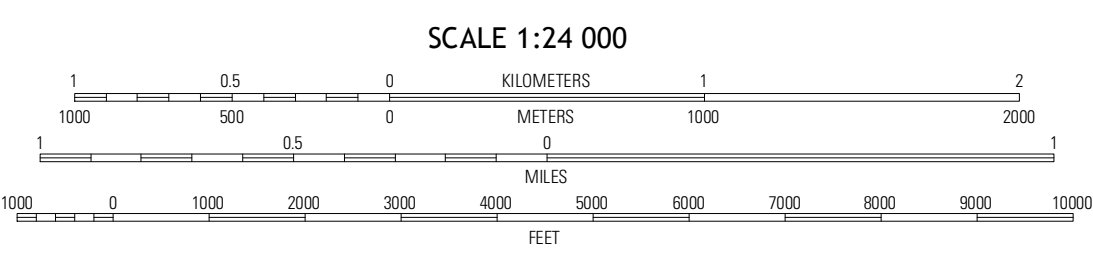 SCALE 1:24 000
1 0.5 0 KILOMETERS 1 2
1000 500 0 METERS 1000 2000
1 0.5 0 1
MILES
1000 0 1000 2000 3000 4000 5000 6000 7000 8000 9000 10000
FEET